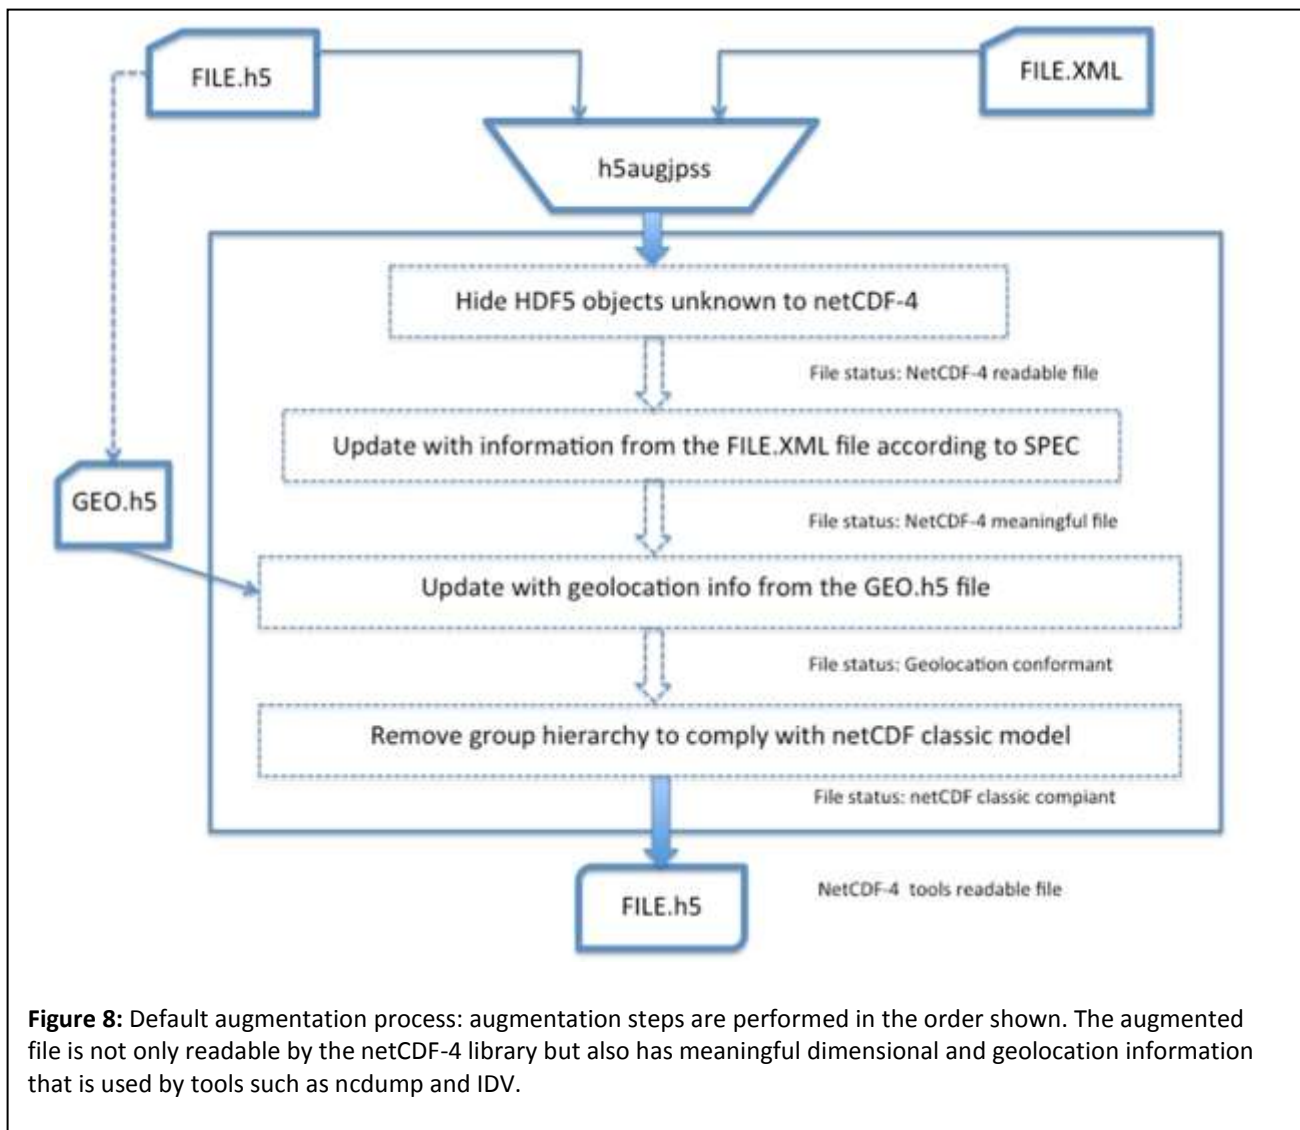 FILE.h5
FILE.XML
h5augjpss
Hide HDF5 objects unknown to netCDF-4
File status: NetCDF-4 readable file
Update with information from the FILE.XML file according to SPEC
GEO.h5
File status: NetCDF-4 meaningful file
Update with geolocation info from the GEO.h5 file
File status: Geolocation conformant
Remove group hierarchy to comply with netCDF classic model
File status: netCDF classic compiant
NetCDF-4 tools readable file
FILE.h5
Figure 8: Default augmentation process: augmentation steps are performed in the order shown. The augmented
file is not only readable by the netCDF-4 library but also has meaningful dimensional and geolocation information
that is used by tools such as ncdump and IDV.